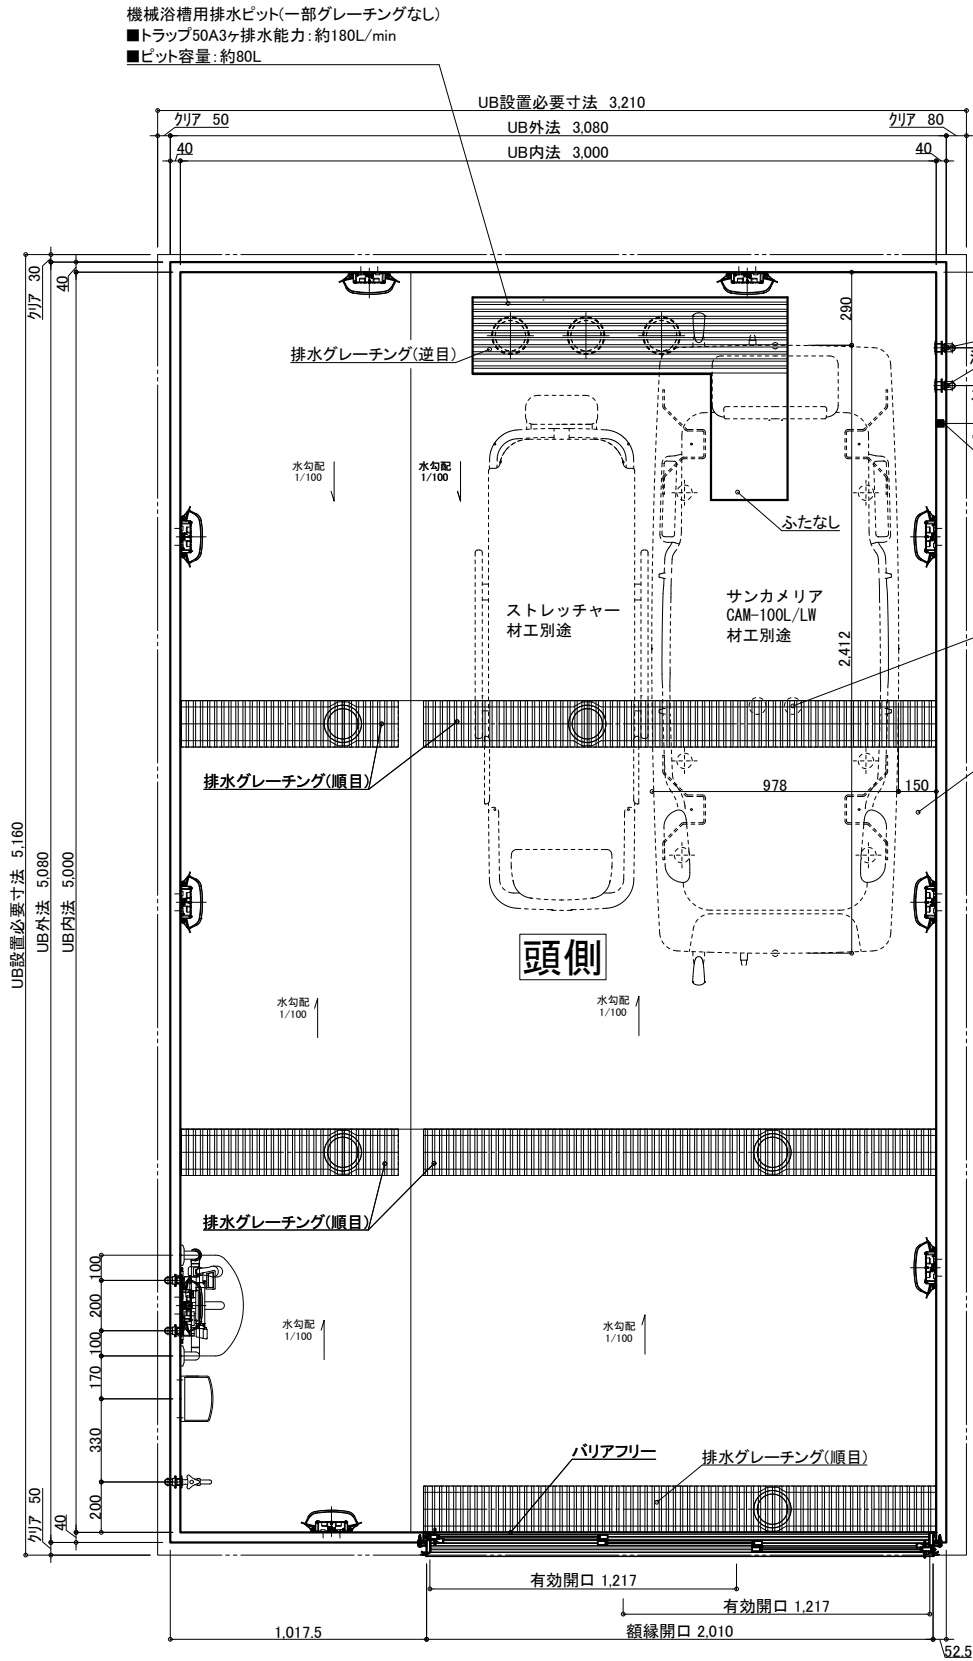 機械浴槽用排水ピット(一部グレーチングなし)
■トラップ50A3ヶ排水能力：約180L/min
■ピット容量：約80L
UB設置必要寸法 3,210
クリア 50
UB外法 3,080
クリア 80
40
UB内法 3,000
40
クリア 30
40
290
排水グレーチング(逆目)
水勾配
1/100
水勾配
1/100
ふたなし
ストレッチャー
材工別途
サンカメリア
CAM-100L/LW
材工別途
2,412
排水グレーチング(順目)
978
150
UB設置必要寸法 5,160
UB外法 5,080
UB内法 5,000
頭側
水勾配
1/100
水勾配
1/100
排水グレーチング(順目)
100
200
100
170
330
200
水勾配
1/100
水勾配
1/100
バリアフリー
排水グレーチング(順目)
クリア 50
40
有効開口 1,217
有効開口 1,217
1,017.5
額縁開口 2,010
52.5